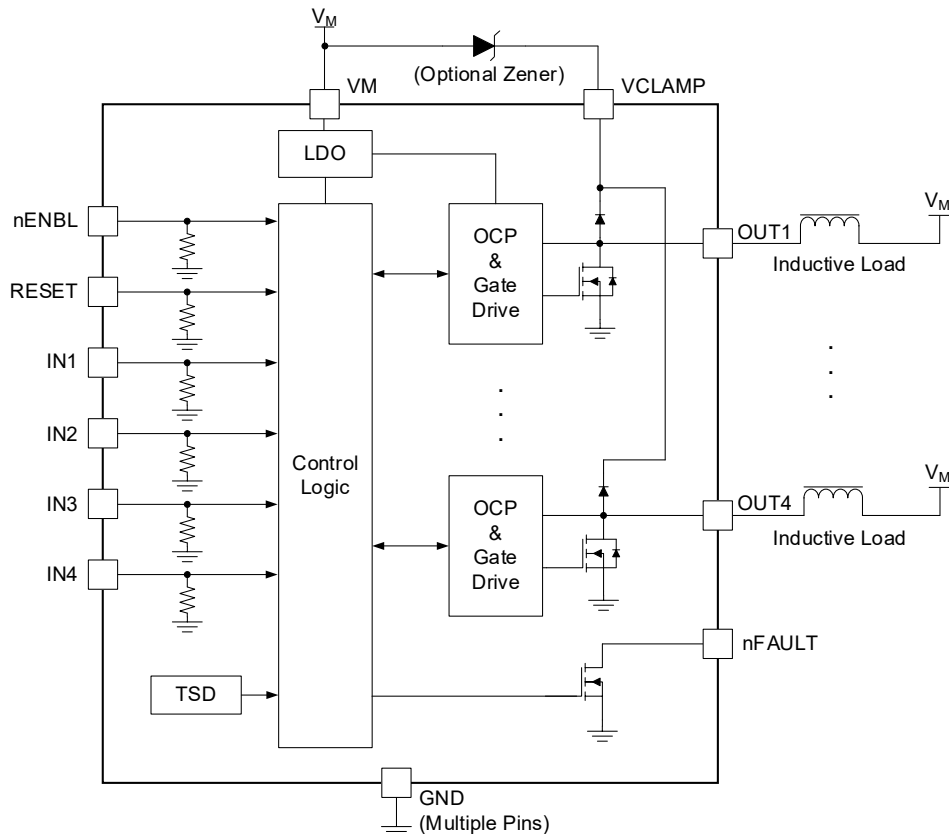 VM
(Optional Zener)
VM
VCLAMP
LDO
nENBL
RESET
IN1
IN2
IN3
IN4
Control
Logic
TSD
OCP
&
Gate
Drive
OUT1
VM
Inductive Load
OCP
&
Gate
Drive
OUT4
VM
Inductive Load
nFAULT
GND
(Multiple Pins)